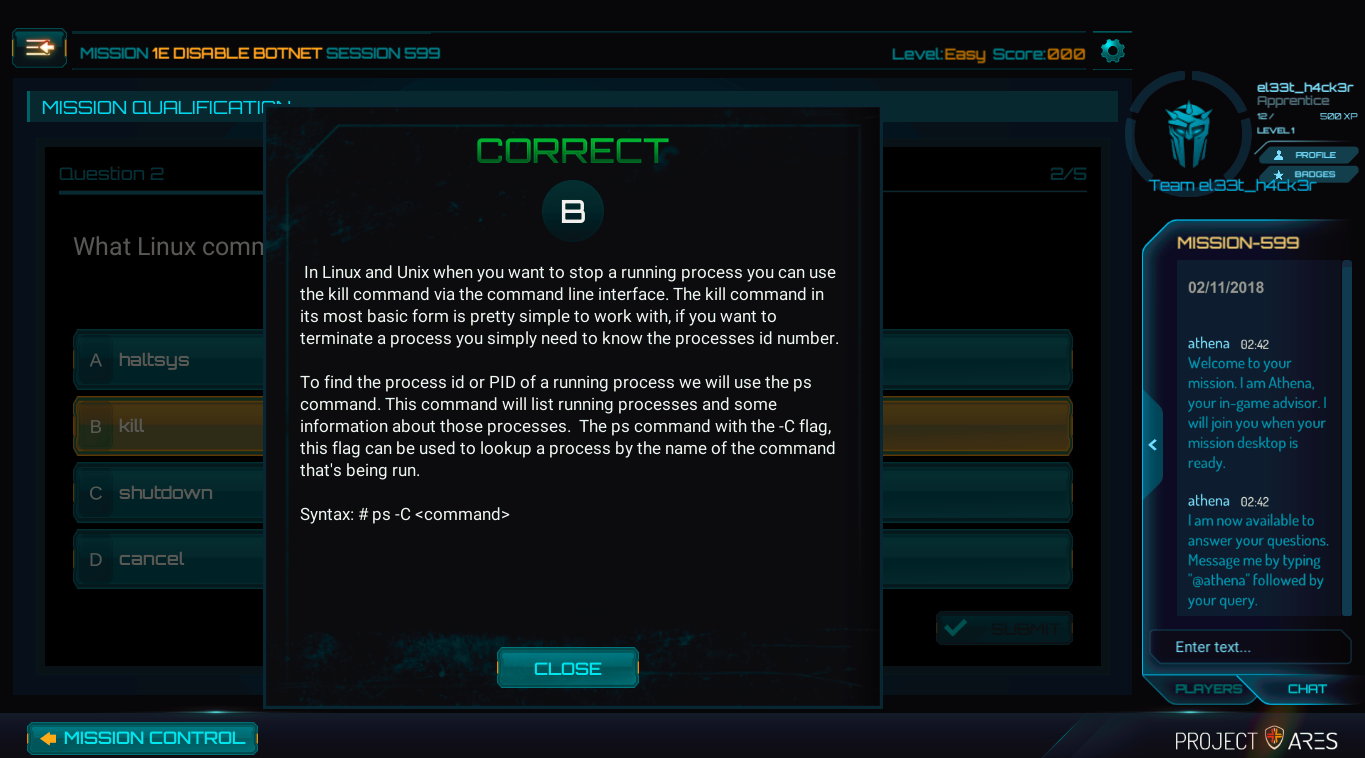 MISSION 1E DISABLE BOTNET SESSION 599
Level:Easy Score:000
el33t_h4ck3r
Apprentice
12 / 500 XP
LEVEL 1
PROFILE
BADGES
Team el33t_h4ck3r
MISSION QUALIFICATION
Question 2
2/5
What Linux comm
A haltsys
B kill
C shutdown
D cancel
SUBMIT
CORRECT
B
In Linux and Unix when you want to stop a running process you can use
the kill command via the command line interface. The kill command in
its most basic form is pretty simple to work with, if you want to
terminate a process you simply need to know the processes id number.
To find the process id or PID of a running process we will use the ps
command. This command will list running processes and some
information about those processes. The ps command with the -C flag,
this flag can be used to lookup a process by the name of the command
that's being run.
Syntax: # ps -C <command>
CLOSE
MISSION-599
02/11/2018
athena 02:42
Welcome to your
mission. I am Athena,
your in-game advisor. I
will join you when your
mission desktop is
ready.
athena 02:42
I am now available to
answer your questions.
Message me by typing
"@athena" followed by
your query.
Enter text...
PLAYERS
CHAT
MISSION CONTROL
PROJECT ARES